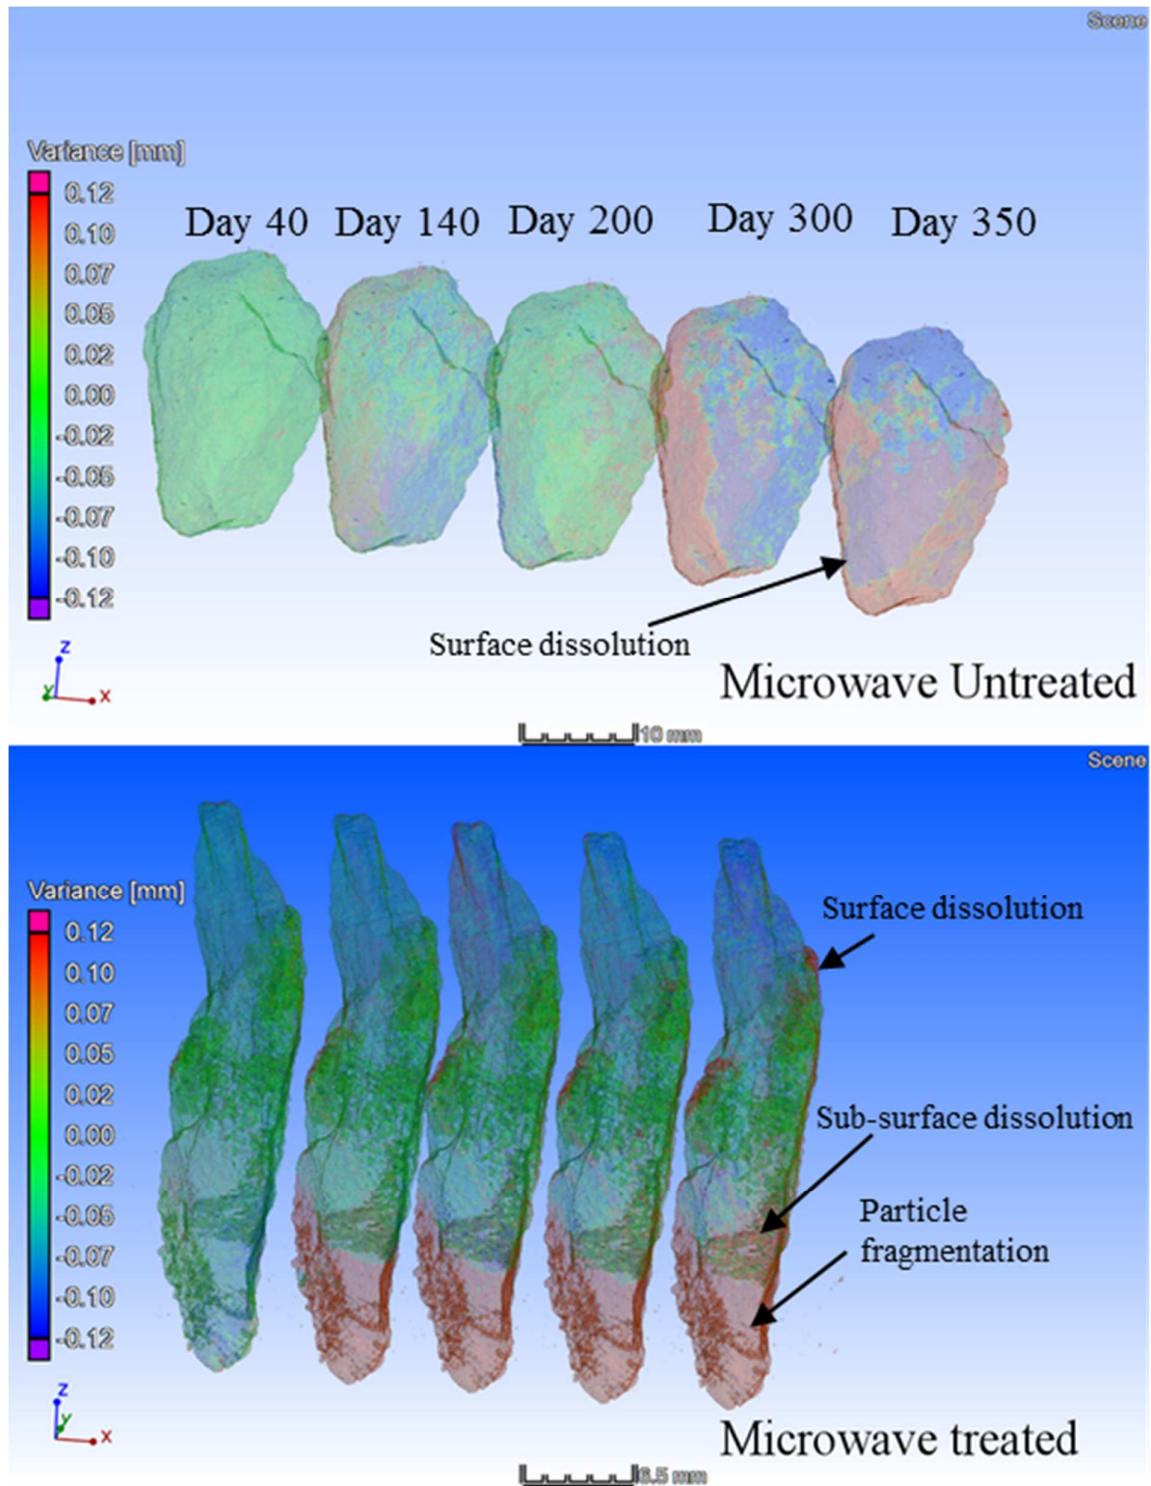 Scene
Variance [mm]
0.12
0.10
0.07
0.05
0.02
0.00
-0.02
-0.05
-0.07
-0.10
-0.12
Day 40 Day 140 Day 200 Day 300 Day 350
Surface dissolution
z
y x
Microwave Untreated
10 mm
Scene
Variance [mm]
0.12
0.10
0.07
0.05
0.02
0.00
-0.02
-0.05
-0.07
-0.10
-0.12
Surface dissolution
Sub-surface dissolution
Particle
fragmentation
z
y
x
Microwave treated
6.5 mm